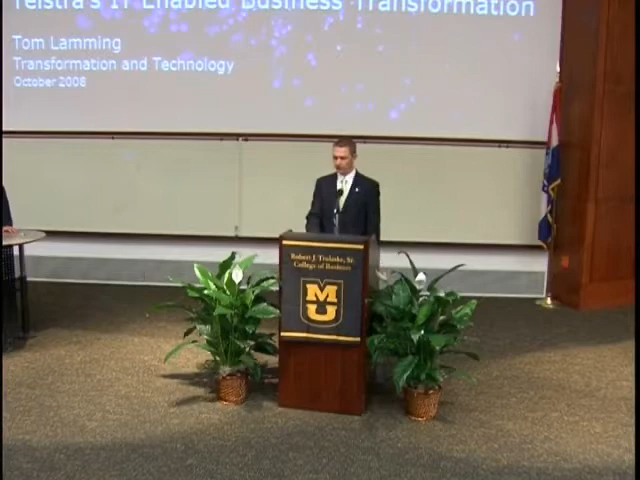 Telstra's IT Enabled Business Transformation
Tom Lamming
Transformation and Technology
October 2008
Robert J. Trulaske, Sr.
College of Business
MU